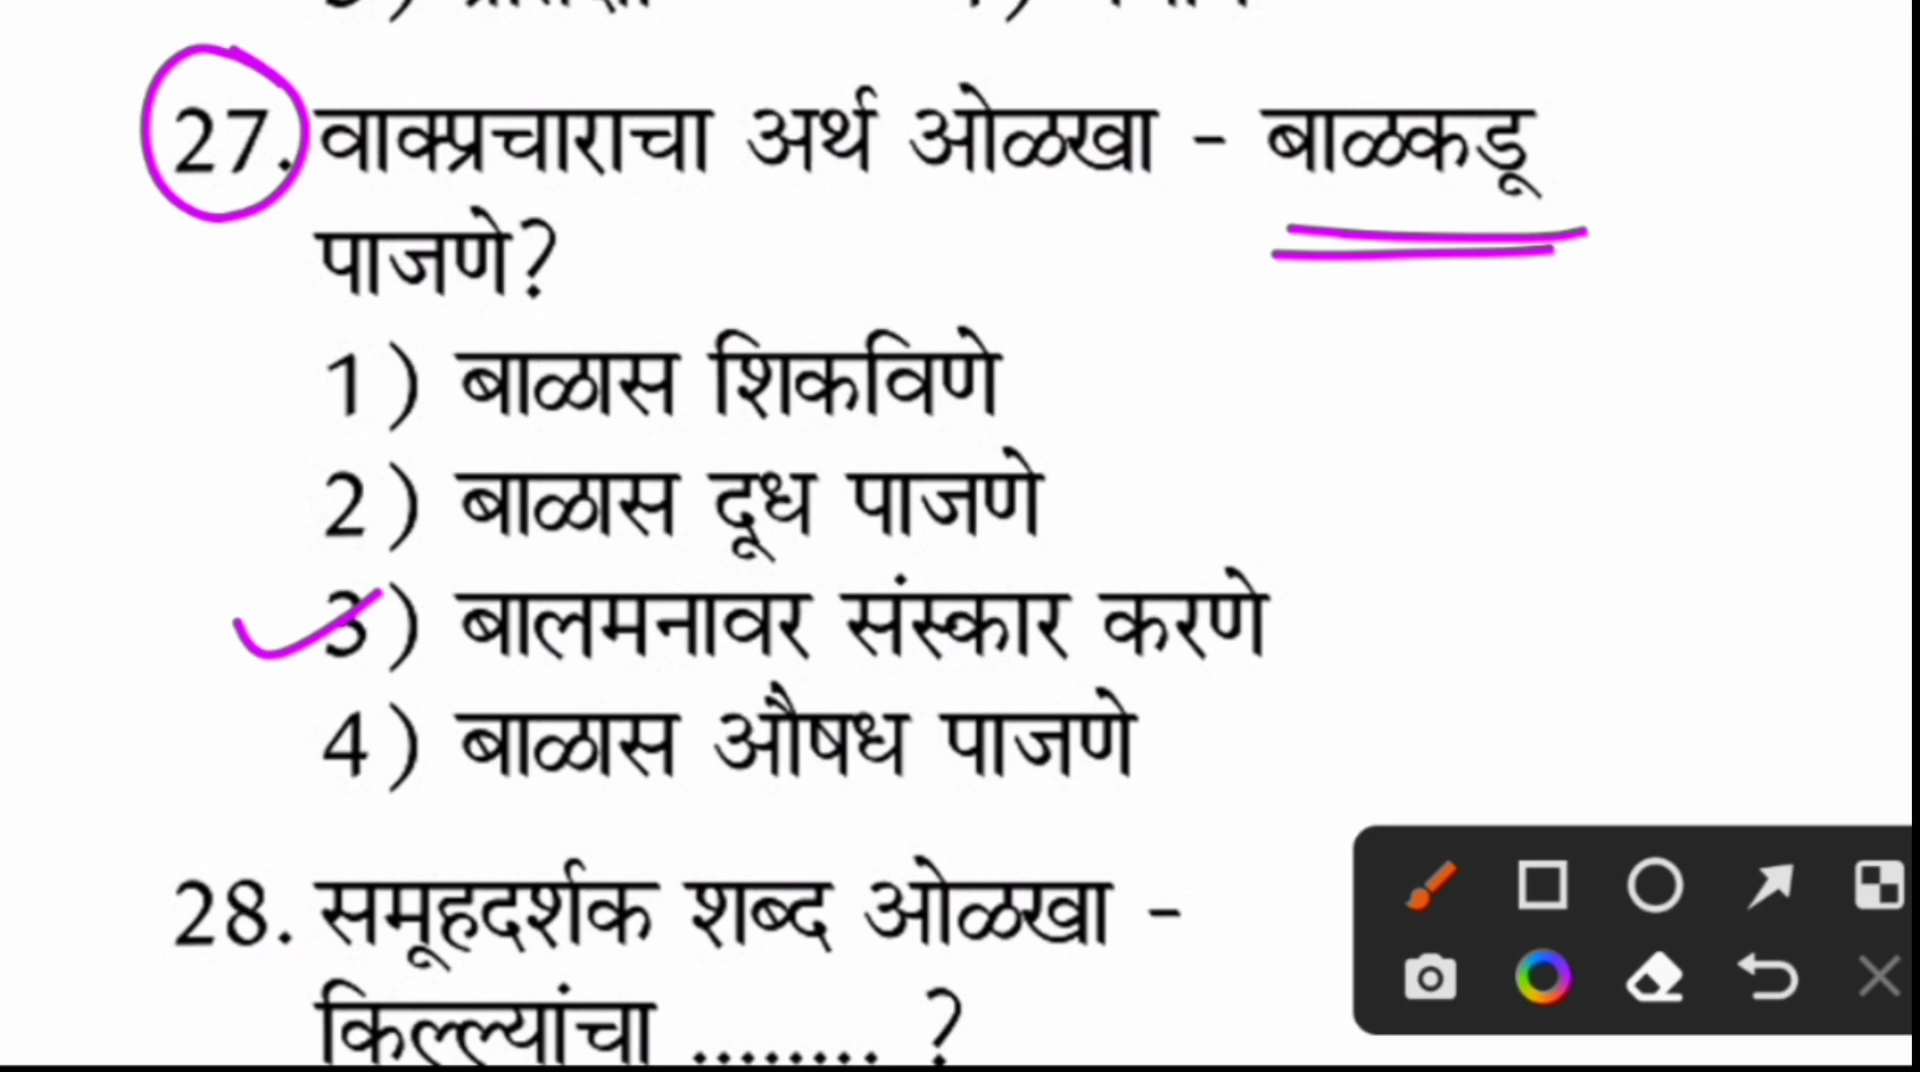 27. वाक्प्रचाराचा अर्थ ओळखा - बाळकडू
पाजणे?
1) बाळास शिकविणे
2) बाळास दूध पाजणे
3) बालमनावर संस्कार करणे
4) बाळास औषध पाजणे
28. समूहदर्शक शब्द ओळखा -
किल्ल्यांचा ........ ?